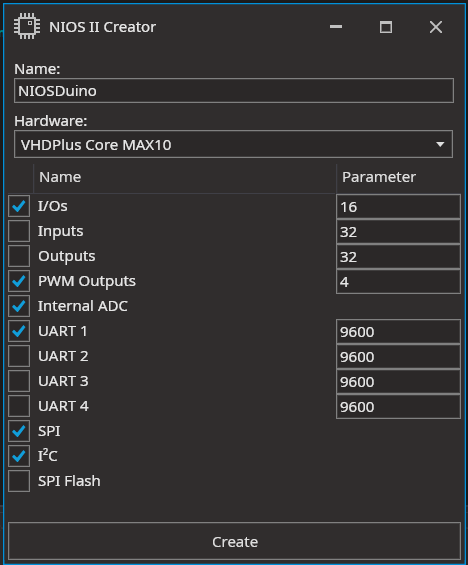 NIOS II Creator
Name:
NIOSDuino
Hardware:
VHDPlus Core MAX10
Name Parameter
I/Os 16
Inputs 32
Outputs 32
PWM Outputs 4
Internal ADC
UART 1 9600
UART 2 9600
UART 3 9600
UART 4 9600
SPI
I²C
SPI Flash
Create